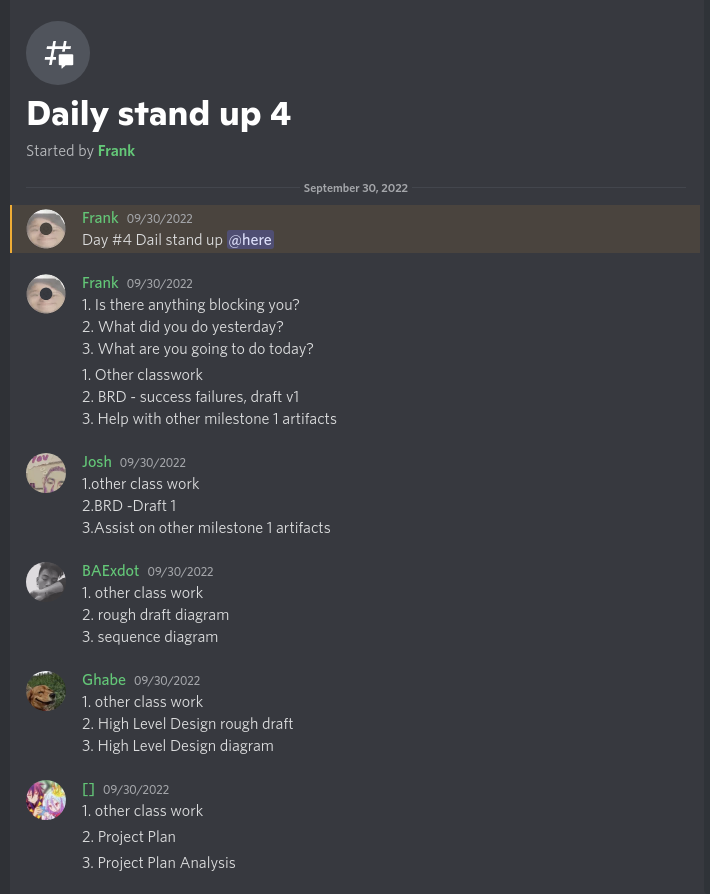 Daily stand up 4
Started by Frank
September 30, 2022
Frank 09/30/2022
Day #4 Dail stand up @here
Frank 09/30/2022
1. Is there anything blocking you?
2. What did you do yesterday?
3. What are you going to do today?
1. Other classwork
2. BRD - success failures, draft v1
3. Help with other milestone 1 artifacts
Josh 09/30/2022
1.other class work
2.BRD -Draft 1
3.Assist on other milestone 1 artifacts
BAExdot 09/30/2022
1. other class work
2. rough draft diagram
3. sequence diagram
Ghabe 09/30/2022
1. other class work
2. High Level Design rough draft
3. High Level Design diagram
[] 09/30/2022
1. other class work
2. Project Plan
3. Project Plan Analysis